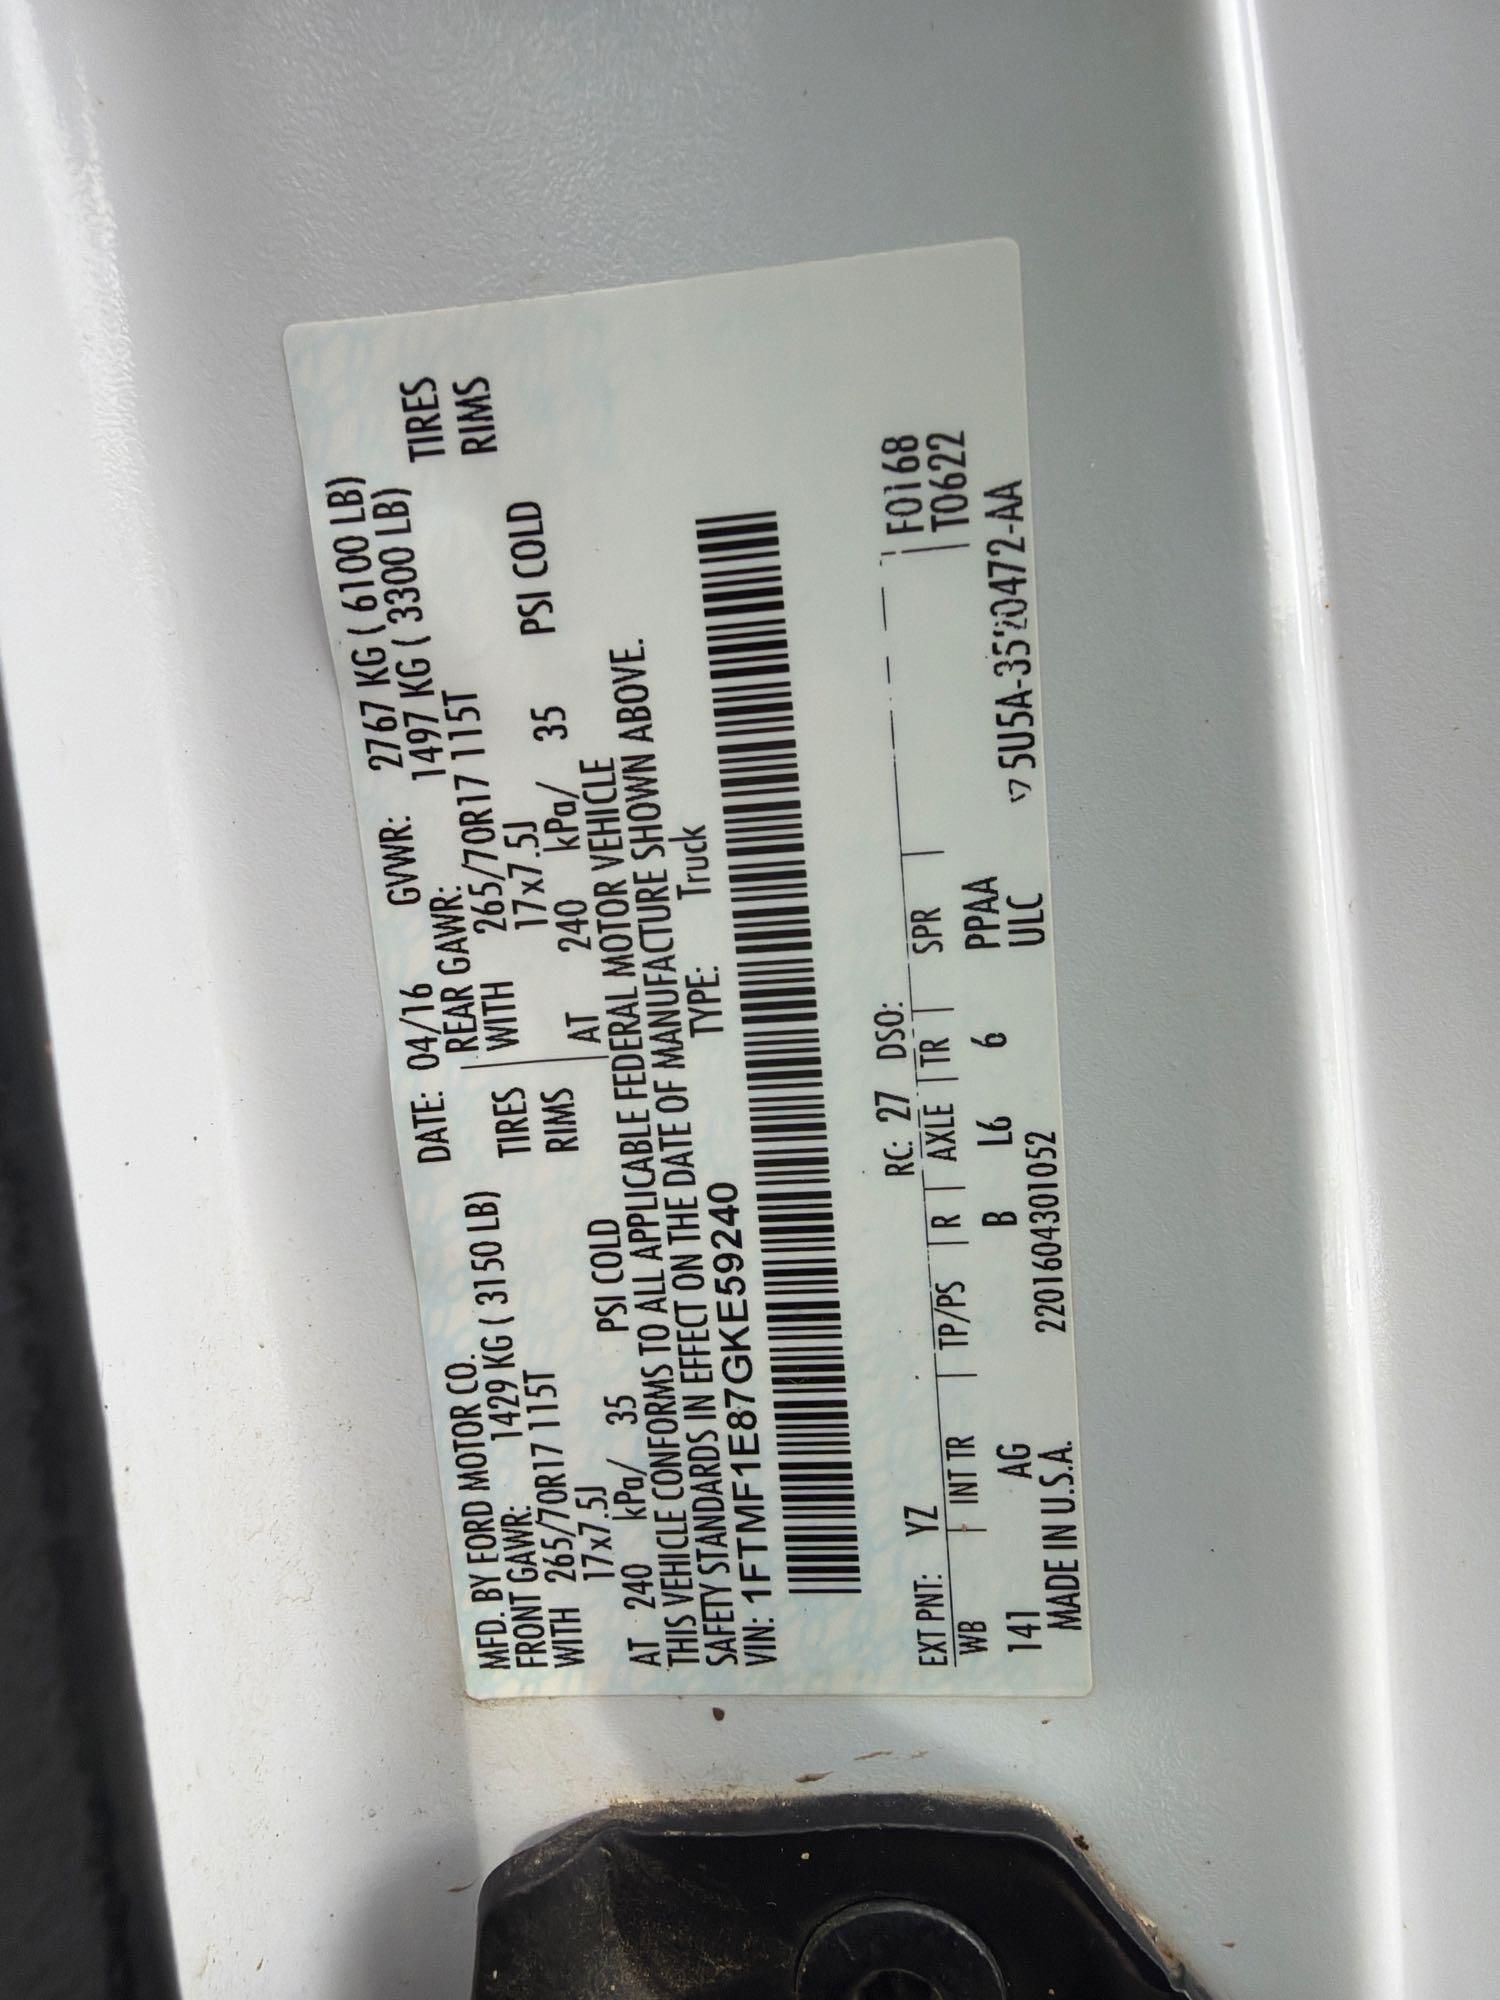 MFD. BY FORD MOTOR CO. DATE: 04/16 GVWR: 2767 KG ( 6100 LB)
FRONT GAWR: 1429 KG ( 3150 LB) REAR GAWR: 1497 KG ( 3300 LB)
WITH 265/70R17 115T TIRES WITH 265/70R17 115T TIRES
17x7.5J RIMS 17x7.5J RIMS
AT 240 kPa/ 35 PSI COLD AT 240 kPa/ 35 PSI COLD
THIS VEHICLE CONFORMS TO ALL APPLICABLE FEDERAL MOTOR VEHICLE
SAFETY STANDARDS IN EFFECT ON THE DATE OF MANUFACTURE SHOWN ABOVE.
VIN: 1FTMF1E87GKE59240 TYPE: Truck
EXT PNT: YZ RC: 27 DSO: F0168
WB INT TR TP/PS R AXLE TR SPR T0622
141 AG B L6 6 PPAA
MADE IN U.S.A. 2201604301052 ULC 5U5A-3520472-AA